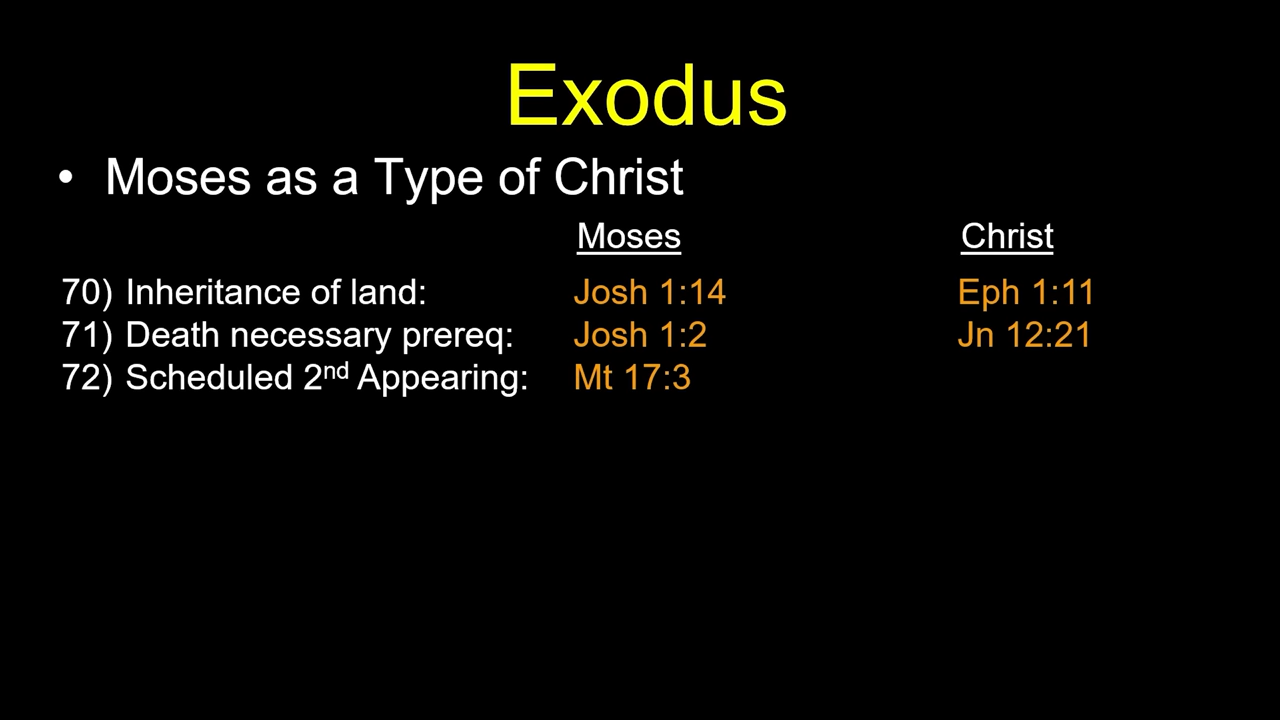 Exodus
• Moses as a Type of Christ
Moses Christ
70) Inheritance of land: Josh 1:14 Eph 1:11
71) Death necessary prereq: Josh 1:2 Jn 12:21
72) Scheduled 2nd Appearing: Mt 17:3